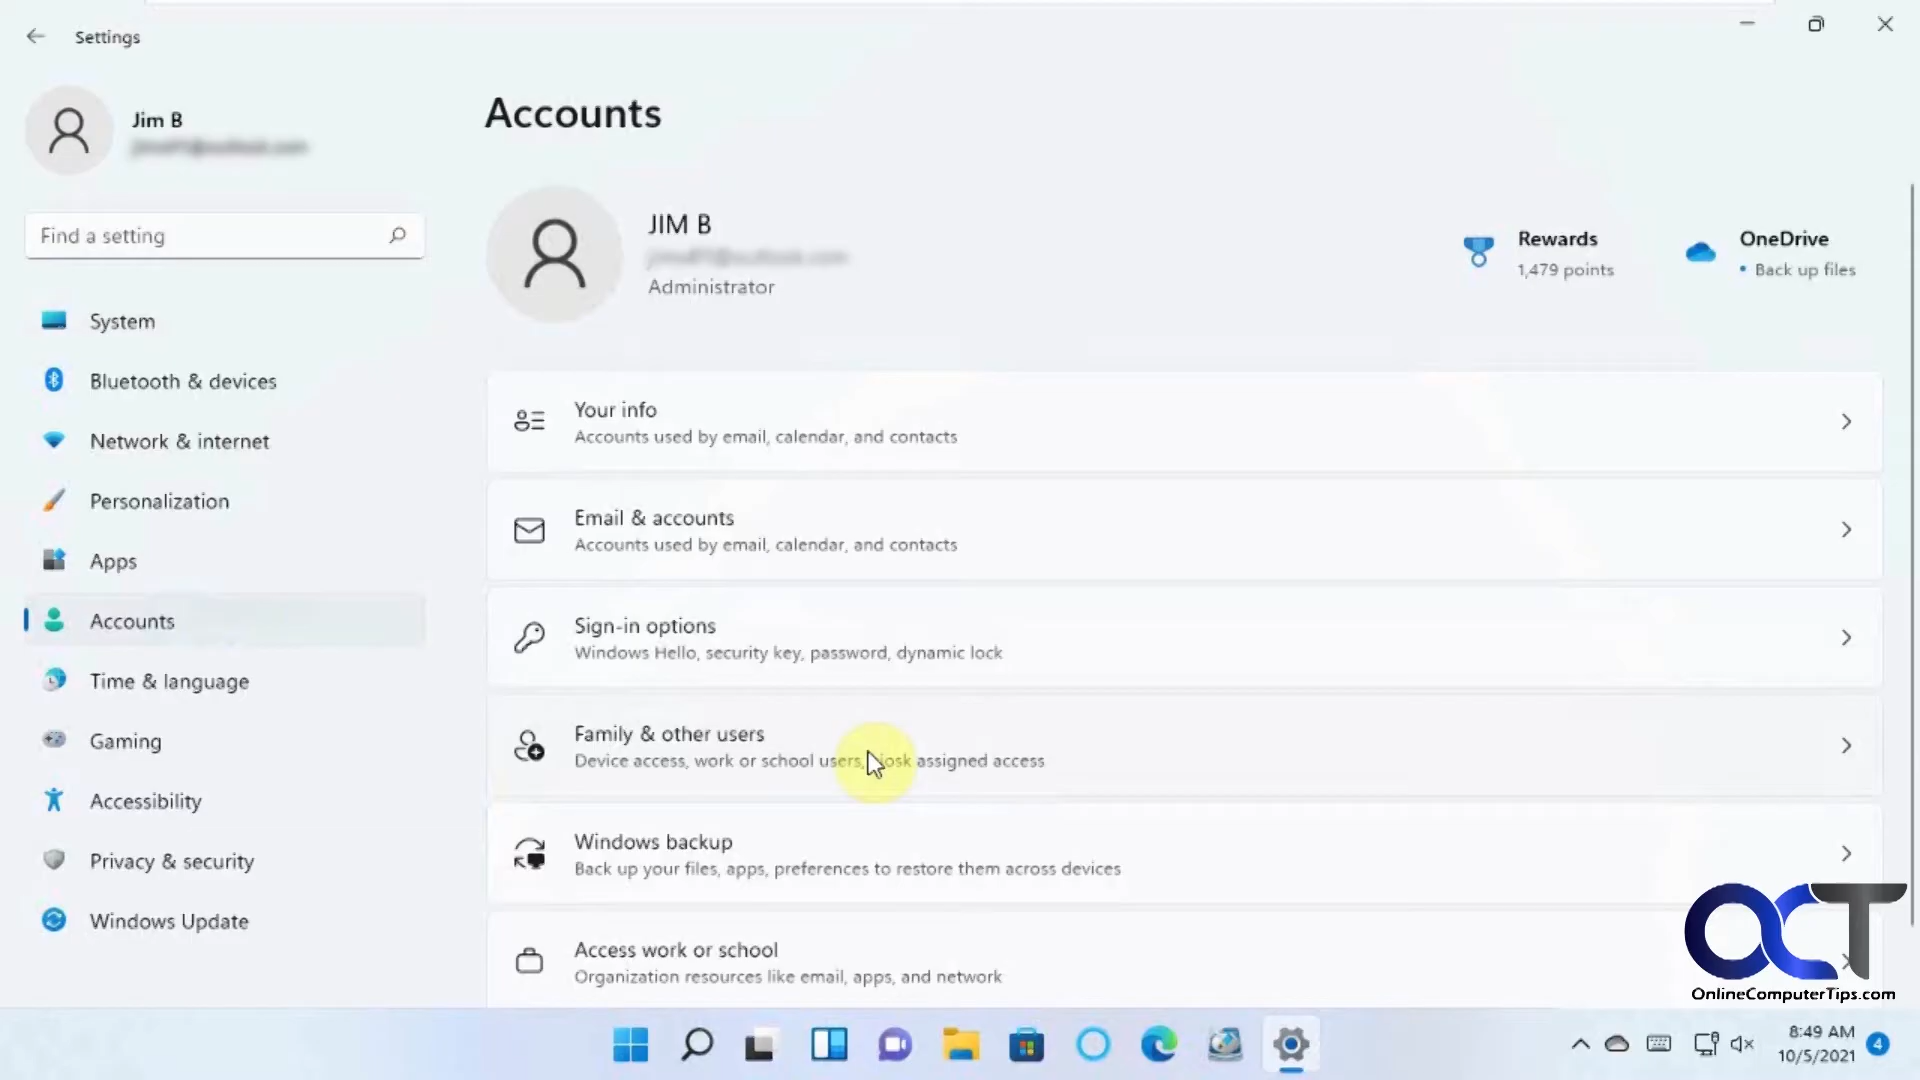 Settings
Jim B
Find a setting
System
Bluetooth & devices
Network & internet
Personalization
Apps
Accounts
Time & language
Gaming
Accessibility
Privacy & security
Windows Update
Accounts
JIM B
Administrator
Rewards
1,479 points
OneDrive
• Back up files
Your info
Accounts used by email, calendar, and contacts
Email & accounts
Accounts used by email, calendar, and contacts
Sign-in options
Windows Hello, security key, password, dynamic lock
Family & other users
Device access, work or school users, kiosk assigned access
Windows backup
Back up your files, apps, preferences to restore them across devices
Access work or school
Organization resources like email, apps, and network
OCT
OnlineComputerTips.com
8:49 AM
10/5/2021
4